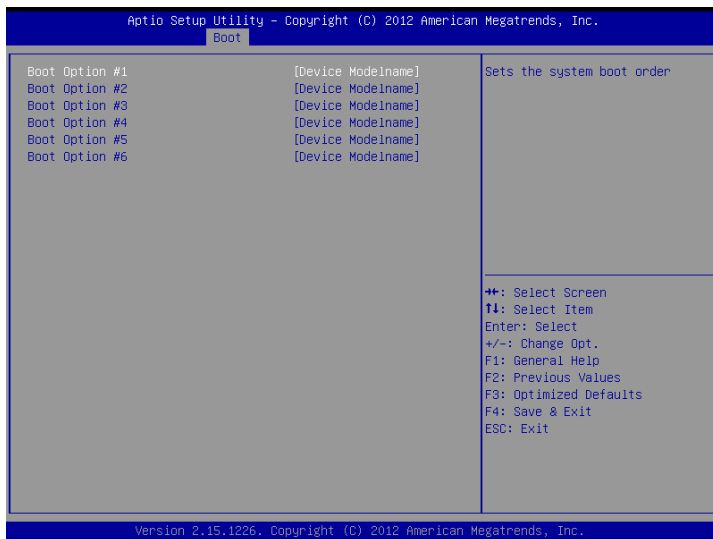 Aptio Setup Utility – Copyright (C) 2012 American Megatrends, Inc.
Boot
Boot Option #1 [Device Modelname]
Boot Option #2 [Device Modelname]
Boot Option #3 [Device Modelname]
Boot Option #4 [Device Modelname]
Boot Option #5 [Device Modelname]
Boot Option #6 [Device Modelname]
Sets the system boot order
→←: Select Screen
↑↓: Select Item
Enter: Select
+/-: Change Opt.
F1: General Help
F2: Previous Values
F3: Optimized Defaults
F4: Save & Exit
ESC: Exit
Version 2.15.1226. Copyright (C) 2012 American Megatrends, Inc.